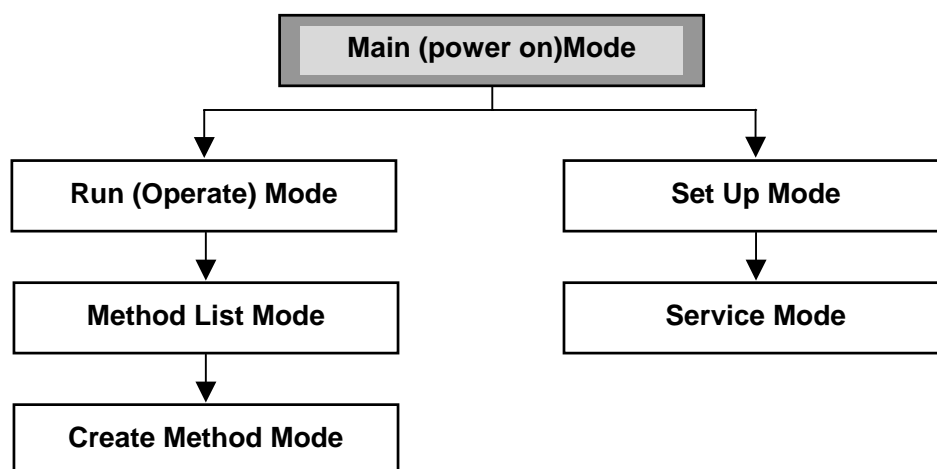 Main (power on)Mode
Run (Operate) Mode
Set Up Mode
Method List Mode
Service Mode
Create Method Mode